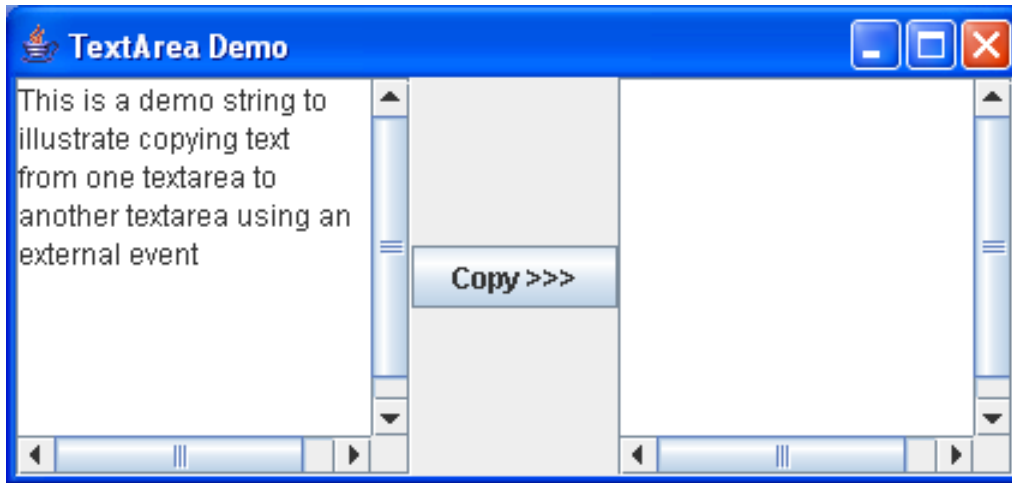 TextArea Demo
This is a demo string to
illustrate copying text
from one textarea to
another textarea using an
external event
Copy >>>